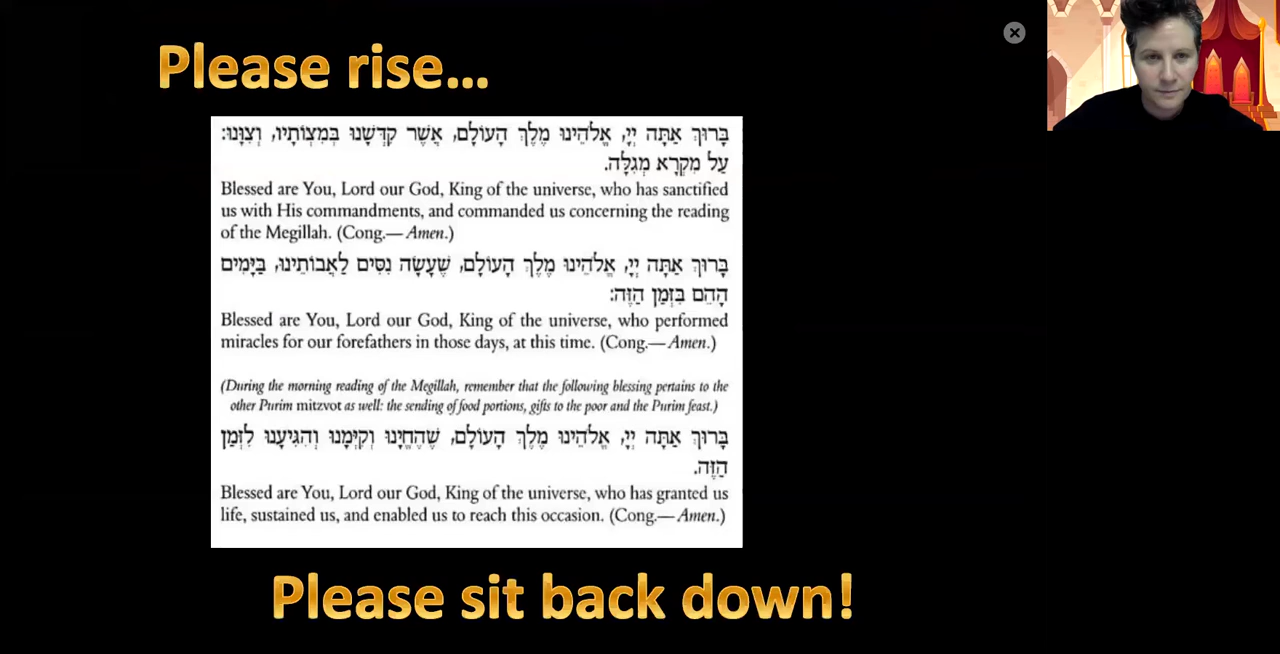 Please rise...
בָּרוּךְ אַתָּה יְיָ, אֱלֹהֵינוּ מֶלֶךְ הָעוֹלָם, אֲשֶׁר קִדְּשָׁנוּ בְּמִצְוֹתָיו, וְצִוָּנוּ:
עַל מִקְרָא מְגִלָּה.
Blessed are You, Lord our God, King of the universe, who has sanctified
us with His commandments, and commanded us concerning the reading
of the Megillah. (Cong.—Amen.)
בָּרוּךְ אַתָּה יְיָ, אֱלֹהֵינוּ מֶלֶךְ הָעוֹלָם, שֶׁעָשָׂה נִסִּים לַאֲבוֹתֵינוּ, בַּיָּמִים
הָהֵם בִּזְמַן הַזֶּה:
Blessed are You, Lord our God, King of the universe, who performed
miracles for our forefathers in those days, at this time. (Cong.—Amen.)
(During the morning reading of the Megillah, remember that the following blessing pertains to the
other Purim mitzvot as well: the sending of food portions, gifts to the poor and the Purim feast.)
בָּרוּךְ אַתָּה יְיָ, אֱלֹהֵינוּ מֶלֶךְ הָעוֹלָם, שֶׁהֶחֱיָנוּ וְקִיְּמָנוּ וְהִגִּיעָנוּ לִזְמַן
הַזֶּה.
Blessed are You, Lord our God, King of the universe, who has granted us
life, sustained us, and enabled us to reach this occasion. (Cong.—Amen.)
Please sit back down!